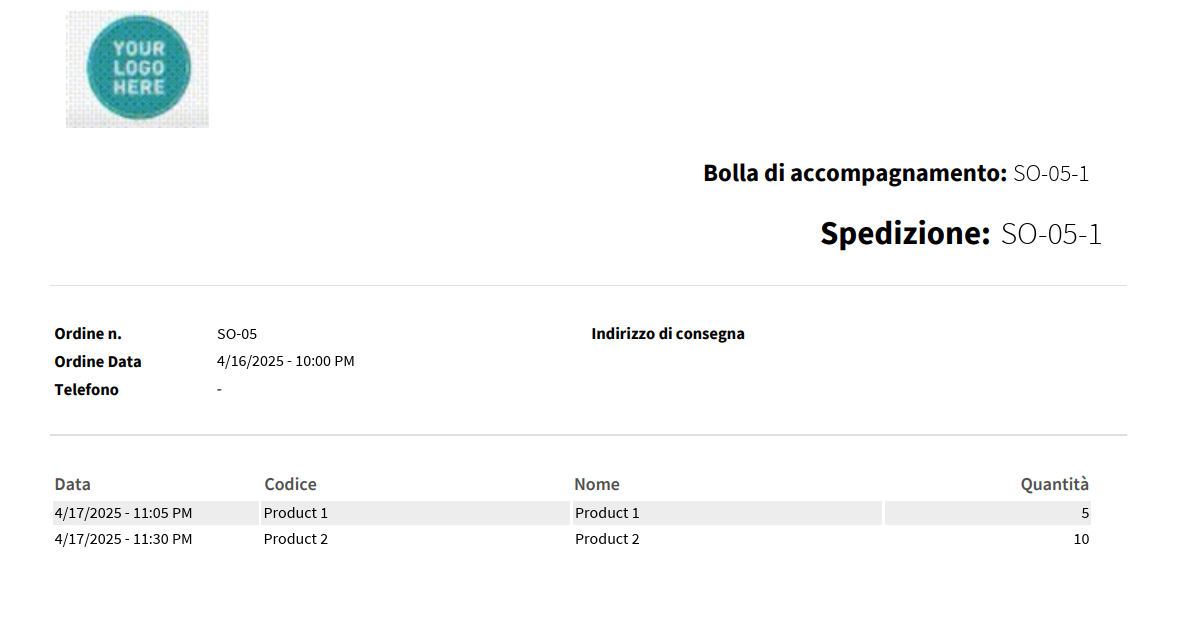 YOUR
LOGO
HERE
Bolla di accompagnamento: SO-05-1
Spedizione: SO-05-1
Ordine n. SO-05 Indirizzo di consegna
Ordine Data 4/16/2025 - 10:00 PM
Telefono -
Data Codice Nome Quantità
4/17/2025 - 11:05 PM Product 1 Product 1 5
4/17/2025 - 11:30 PM Product 2 Product 2 10